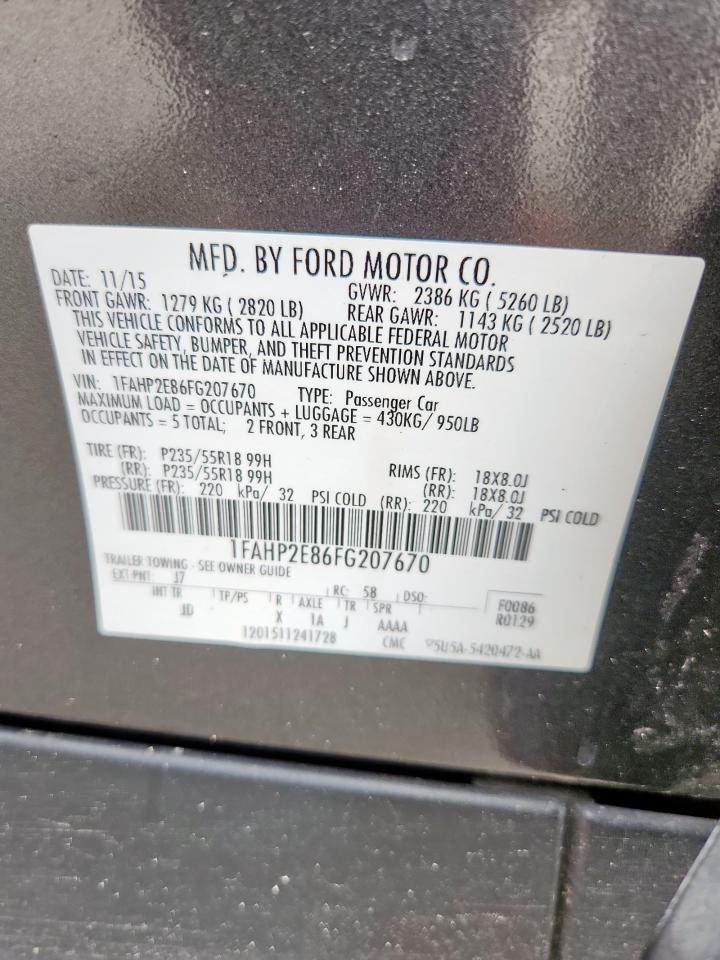 MFD. BY FORD MOTOR CO.
DATE: 11/15 GVWR: 2386 KG ( 5260 LB)
FRONT GAWR: 1279 KG ( 2820 LB) REAR GAWR: 1143 KG ( 2520 LB)
THIS VEHICLE CONFORMS TO ALL APPLICABLE FEDERAL MOTOR
VEHICLE SAFETY, BUMPER, AND THEFT PREVENTION STANDARDS
IN EFFECT ON THE DATE OF MANUFACTURE SHOWN ABOVE.
VIN: 1FAHP2E86FG207670 TYPE: Passenger Car
MAXIMUM LOAD = OCCUPANTS + LUGGAGE = 430KG/ 950LB
OCCUPANTS = 5 TOTAL; 2 FRONT, 3 REAR
TIRE (FR): P235/55R18 99H RIMS (FR): 18X8.0J
(RR): P235/55R18 99H (RR): 18X8.0J
PRESSURE (FR): 220 kPa/ 32 PSI COLD (RR): 220 kPa/ 32 PSI COLD
1FAHP2E86FG207670
TRAILER TOWING - SEE OWNER GUIDE
EXT PNT: J7 RC: 58 DSO: F0086
INT TR TP/PS R AXLE TR SPR R0129
JD X 1A J AAAA
1201511241728 CMC 5U5A-5420472-AA